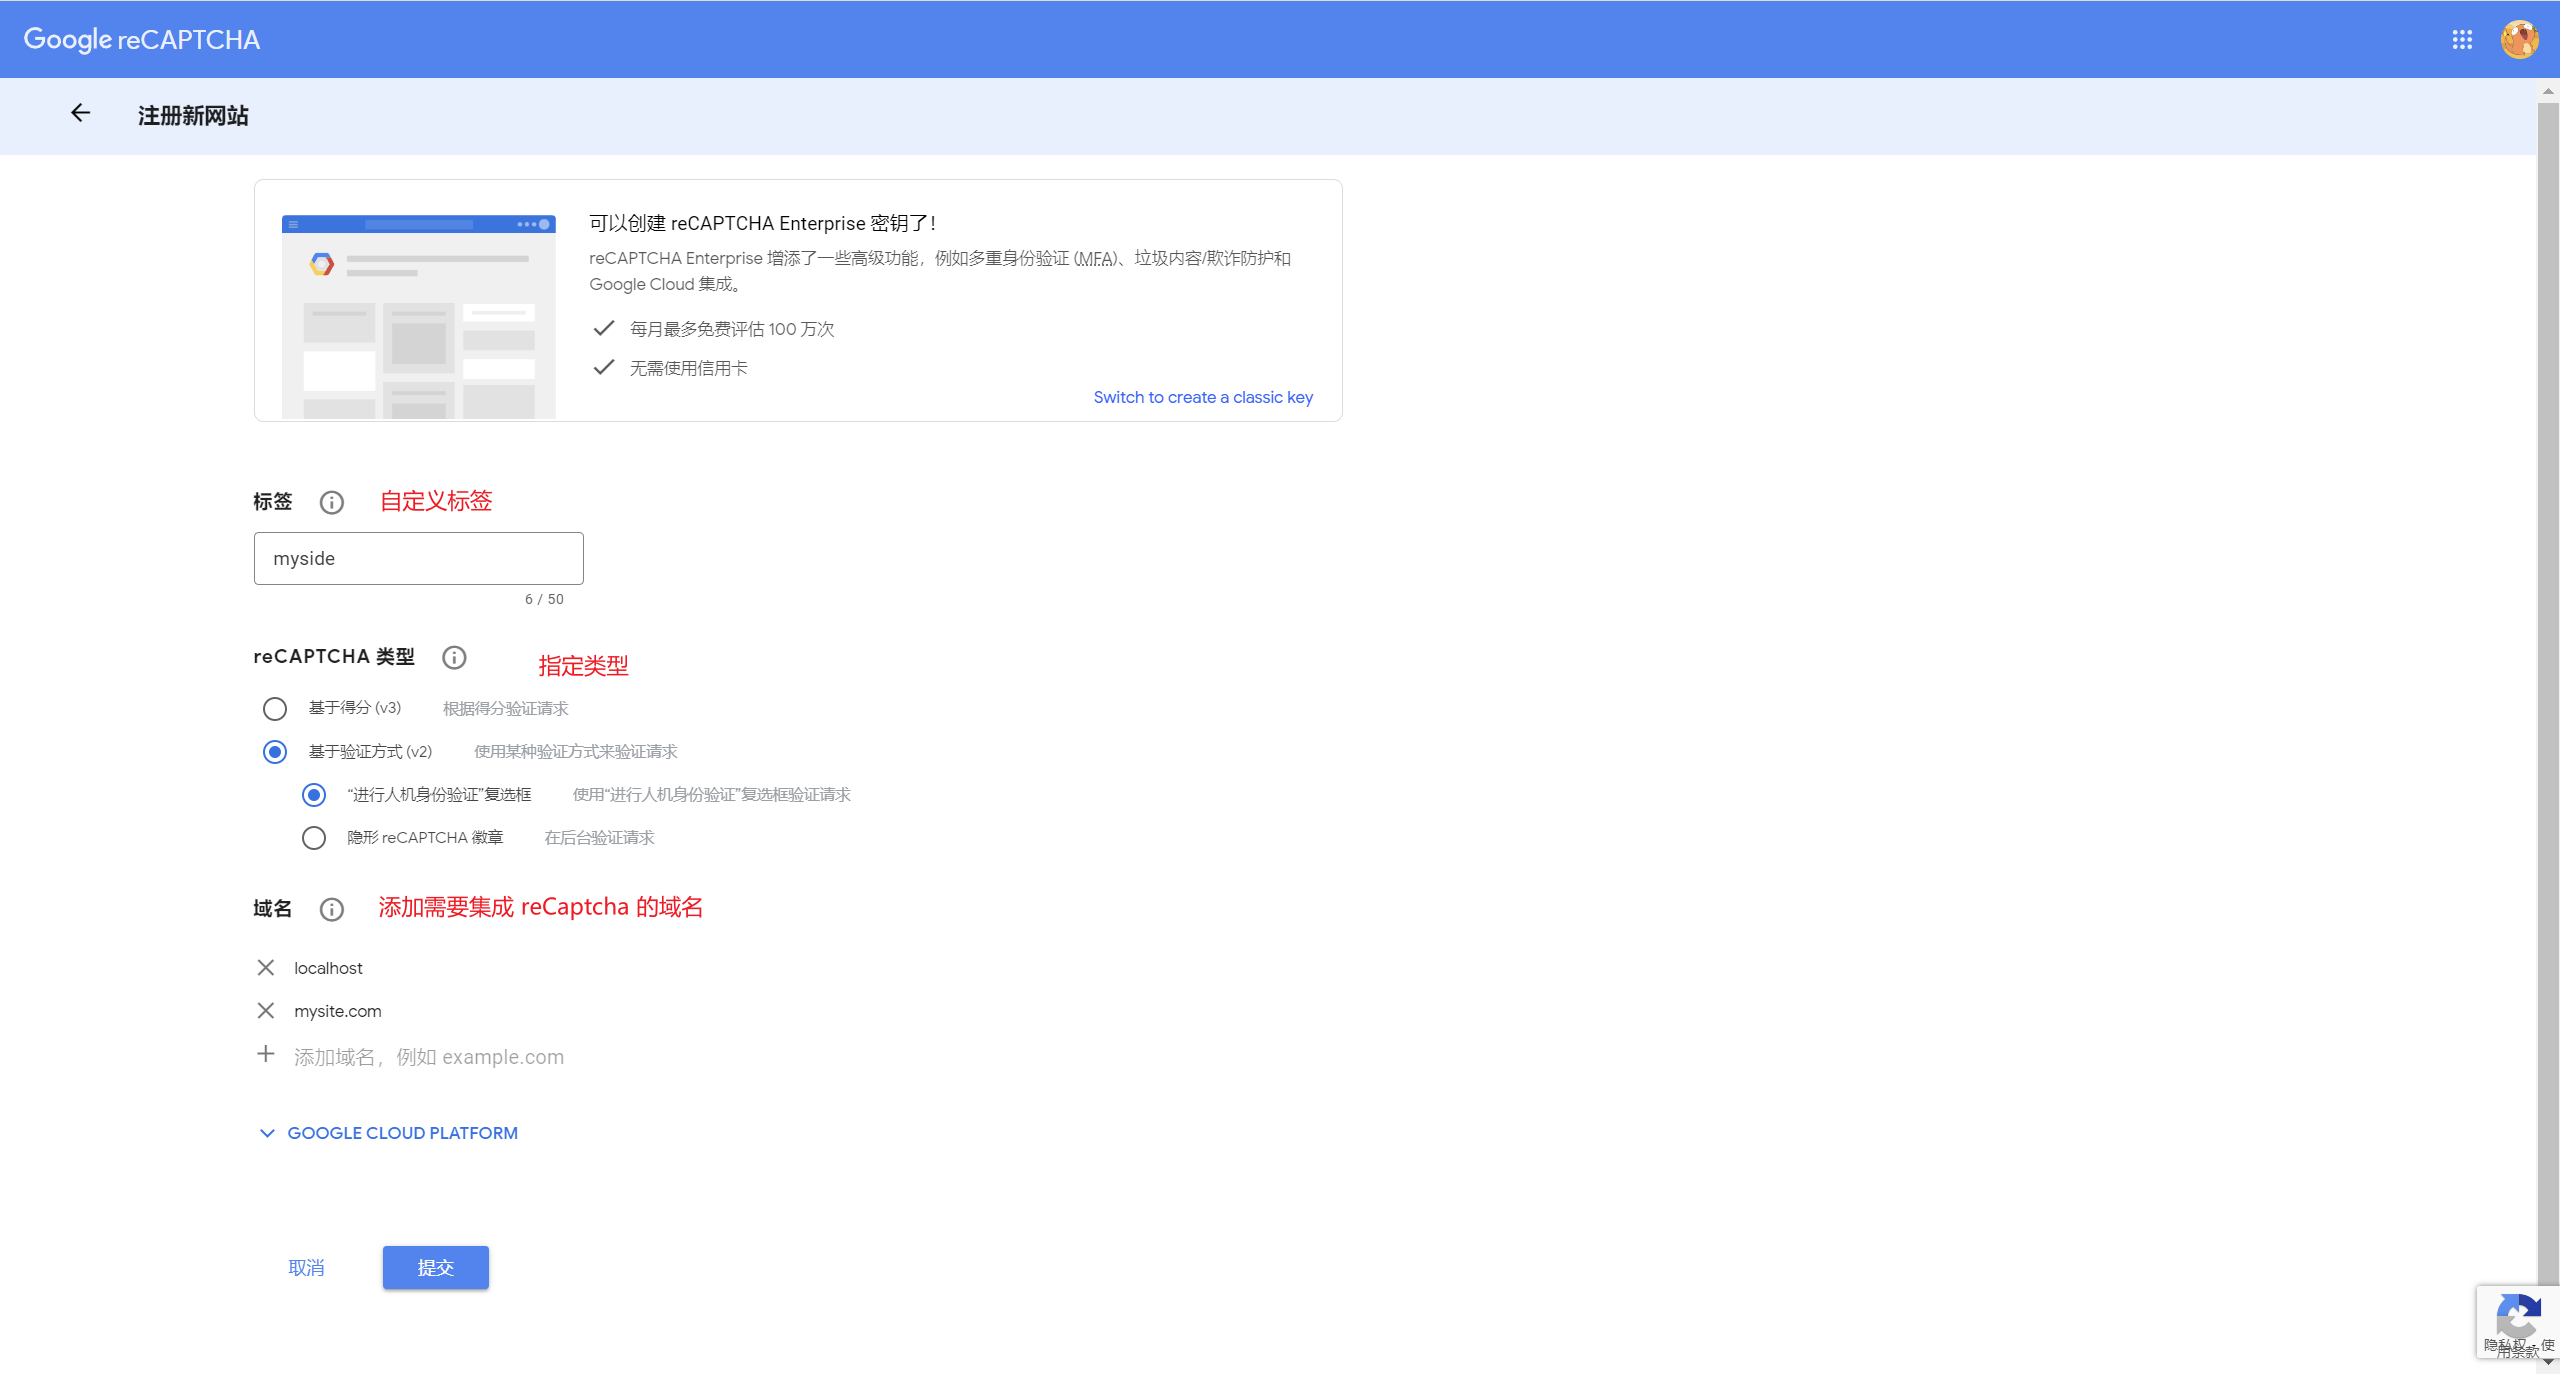 Google reCAPTCHA
注册新网站
可以创建 reCAPTCHA Enterprise 密钥了！
reCAPTCHA Enterprise 增添了一些高级功能，例如多重身份验证 (MFA)、垃圾内容/欺诈防护和
Google Cloud 集成。
每月最多免费评估 100 万次
无需使用信用卡
Switch to create a classic key
标签 自定义标签
myside
6 / 50
reCAPTCHA 类型 指定类型
基于得分 (v3) 根据得分验证请求
基于验证方式 (v2) 使用某种验证方式来验证请求
“进行人机身份验证”复选框 使用“进行人机身份验证”复选框验证请求
隐形 reCAPTCHA 徽章 在后台验证请求
域名 添加需要集成 reCaptcha 的域名
localhost
mysite.com
添加域名，例如 example.com
GOOGLE CLOUD PLATFORM
取消 提交
隐私权 - 使
用条款